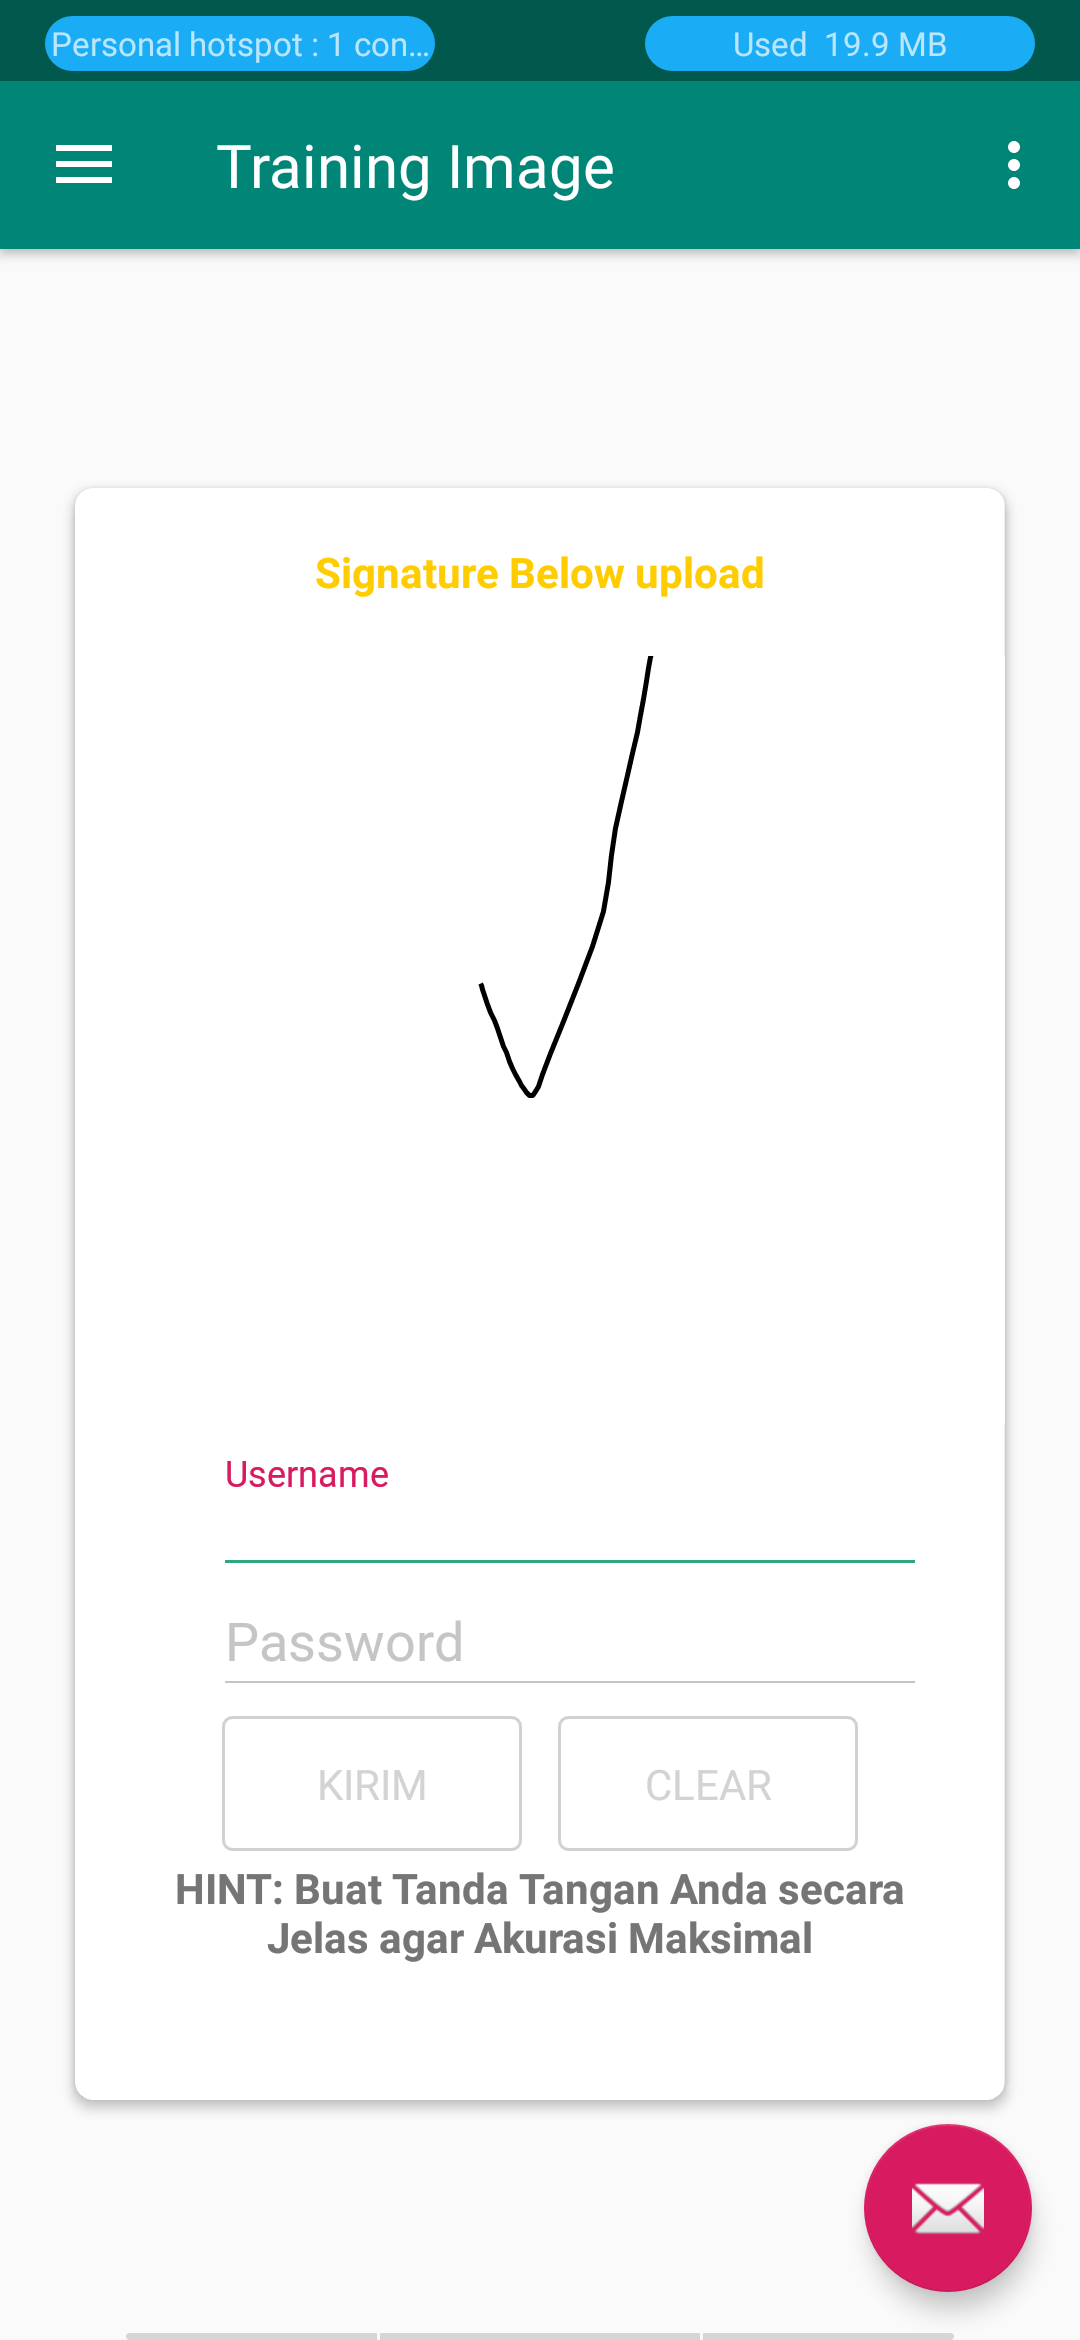 Personal hotspot : 1 con...
Used 19.9 MB
Training Image
Signature Below upload
Username
Password
KIRIM
CLEAR
HINT: Buat Tanda Tangan Anda secara
Jelas agar Akurasi Maksimal